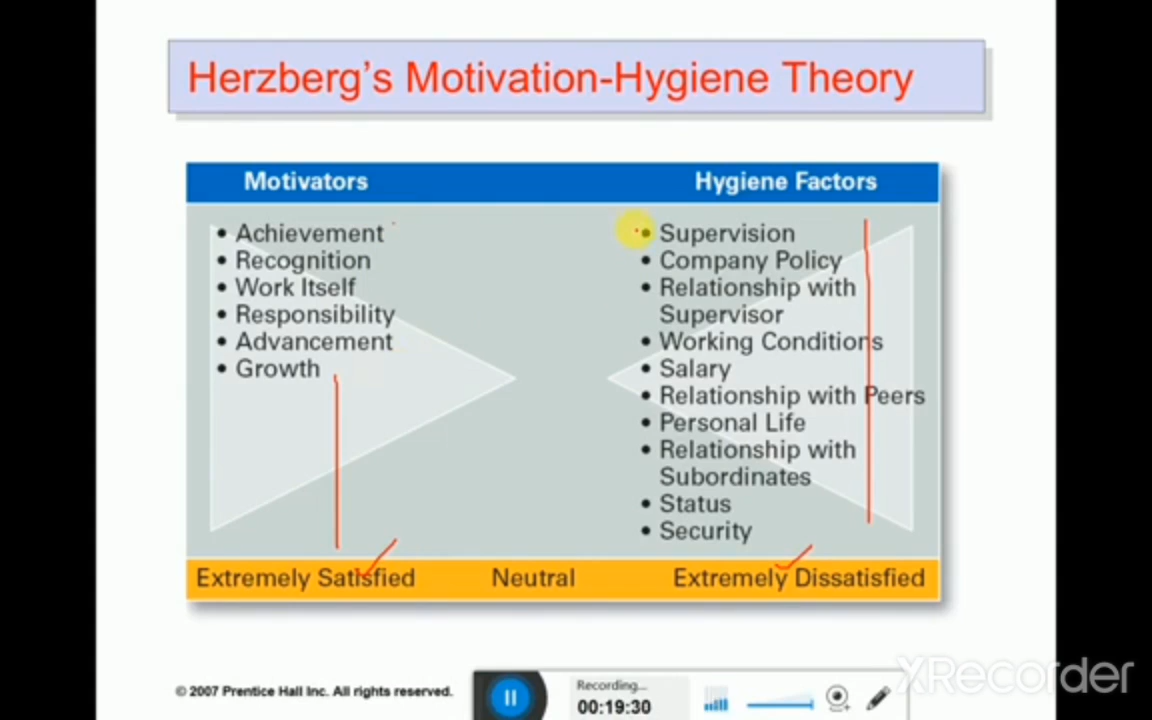 Herzberg's Motivation-Hygiene Theory
Motivators
• Achievement
• Recognition
• Work Itself
• Responsibility
• Advancement
• Growth
Hygiene Factors
• Supervision
• Company Policy
• Relationship with
Supervisor
• Working Conditions
• Salary
• Relationship with Peers
• Personal Life
• Relationship with
Subordinates
• Status
• Security
Extremely Satisfied
Neutral
Extremely Dissatisfied
© 2007 Prentice Hall Inc. All rights reserved.
Recording...
00:19:30
XRecorder